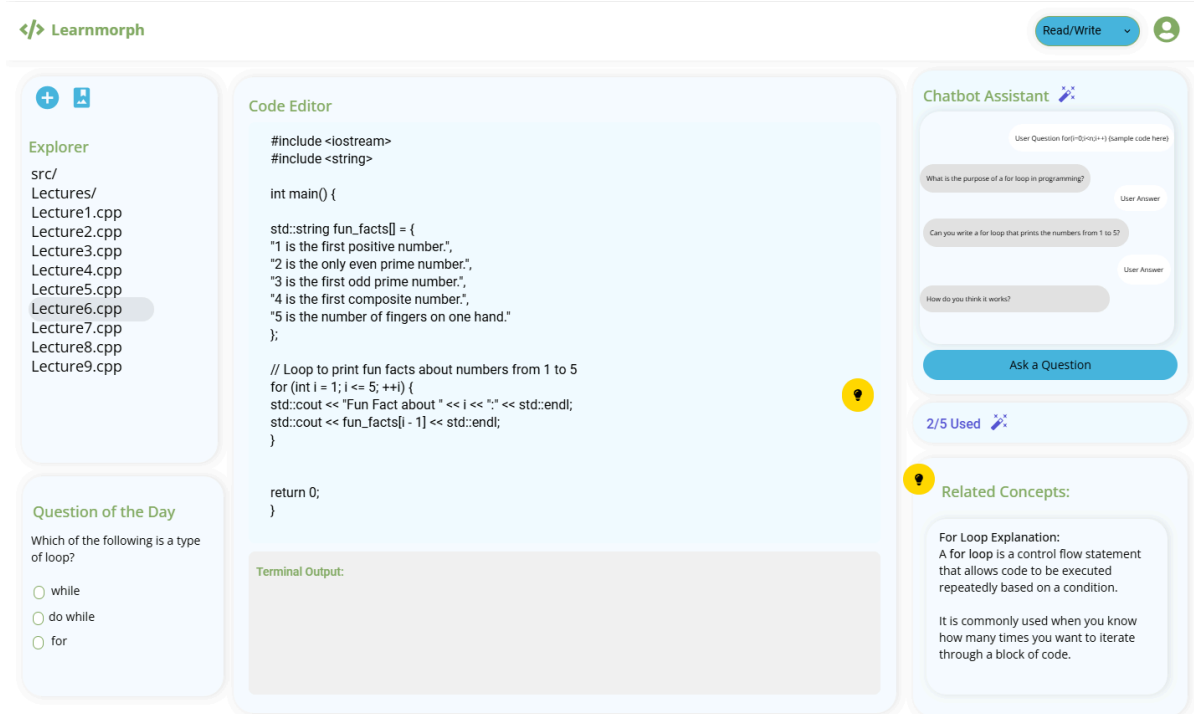 </> Learnmorph
Read/Write
Explorer
src/
Lectures/
Lecture1.cpp
Lecture2.cpp
Lecture3.cpp
Lecture4.cpp
Lecture5.cpp
Lecture6.cpp
Lecture7.cpp
Lecture8.cpp
Lecture9.cpp
Question of the Day
Which of the following is a type
of loop?
while
do while
for
Code Editor
#include <iostream>
#include <string>
int main() {
std::string fun_facts[] = {
"1 is the first positive number.",
"2 is the only even prime number.",
"3 is the first odd prime number.",
"4 is the first composite number.",
"5 is the number of fingers on one hand."
};
// Loop to print fun facts about numbers from 1 to 5
for (int i = 1; i <= 5; ++i) {
std::cout << "Fun Fact about " << i << ":" << std::endl;
std::cout << fun_facts[i - 1] << std::endl;
}
return 0;
}
Terminal Output:
Chatbot Assistant
User Question for(i=0;i<n;i++) {sample code here}
What is the purpose of a for loop in programming?
User Answer
Can you write a for loop that prints the numbers from 1 to 5?
User Answer
How do you think it works?
Ask a Question
2/5 Used
Related Concepts:
For Loop Explanation:
A for loop is a control flow statement
that allows code to be executed
repeatedly based on a condition.
It is commonly used when you know
how many times you want to iterate
through a block of code.